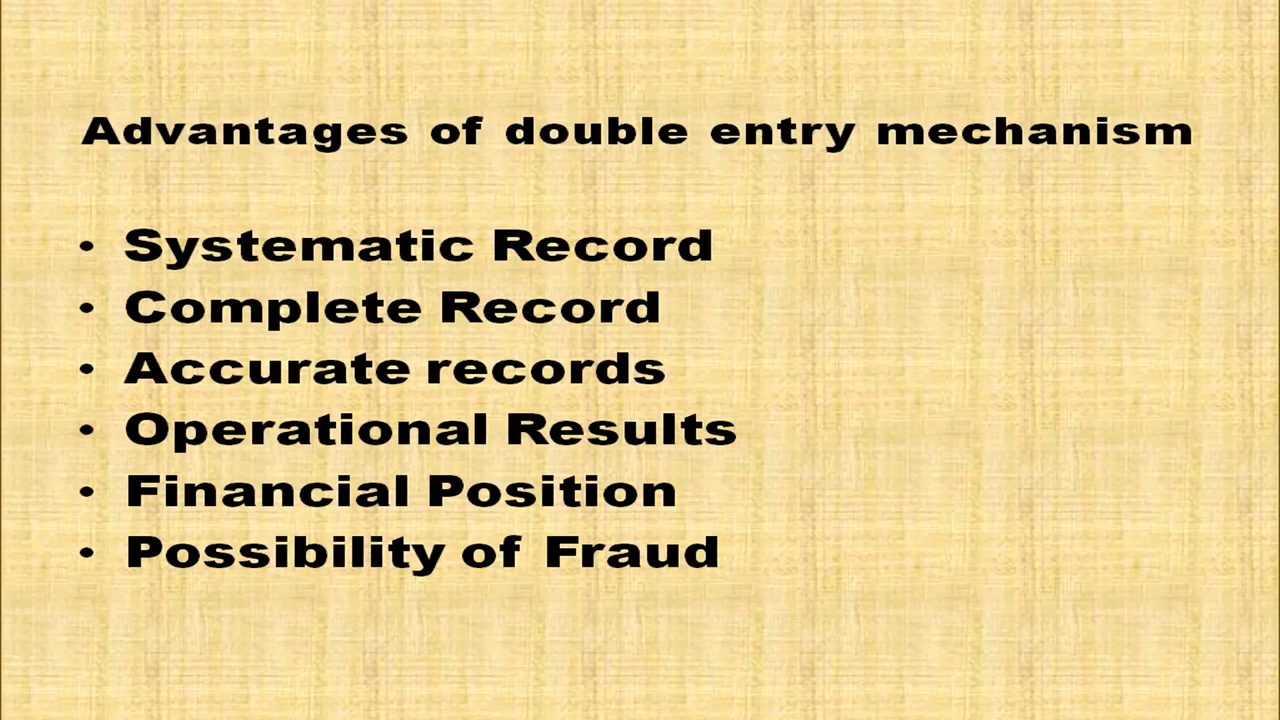 Advantages of double entry mechanism
• Systematic Record
• Complete Record
• Accurate records
• Operational Results
• Financial Position
• Possibility of Fraud